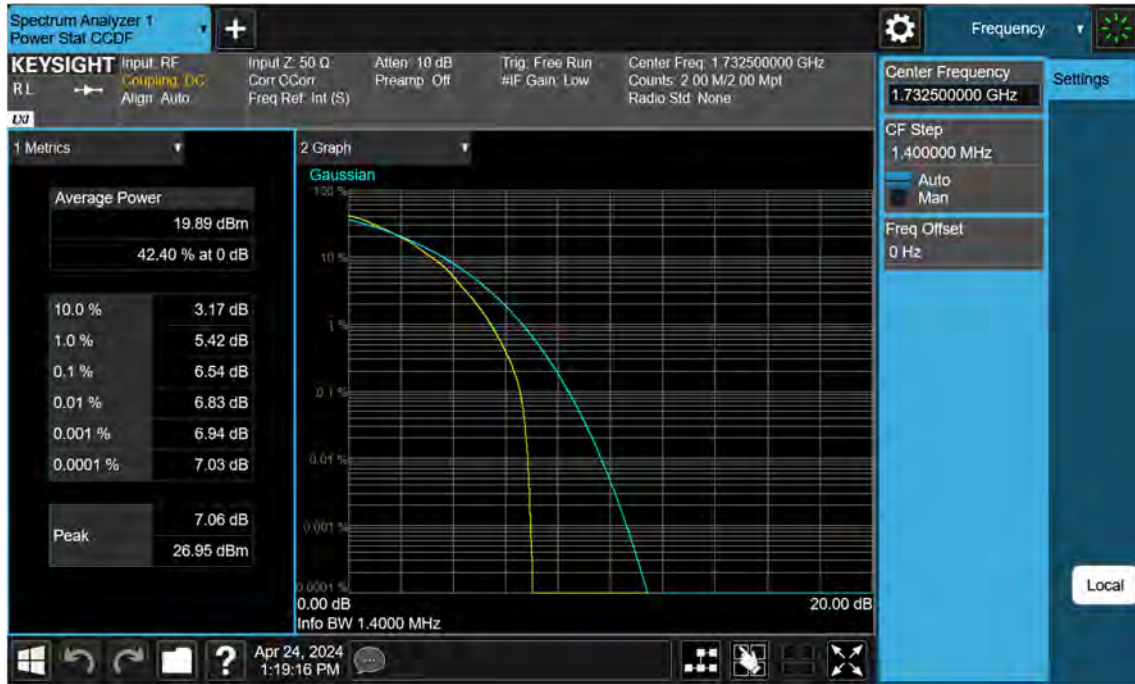 Spectrum Analyzer 1
Power Stat CCDF
+
Frequency
KEYSIGHT
R L
LXI
Input: RF
Coupling: DC
Align: Auto
Input Z: 50 Ω
Corr CCorr
Freq Ref: Int (S)
Atten: 10 dB
Preamp: Off
Trig: Free Run
#IF Gain: Low
Center Freq: 1.732500000 GHz
Counts: 2.00 M/2.00 Mpt
Radio Std: None
Center Frequency
1.732500000 GHz
Settings
CF Step
1.400000 MHz
Auto
Man
Freq Offset
0 Hz
1 Metrics
Average Power
19.89 dBm
42.40 % at 0 dB
10.0 % 3.17 dB
1.0 % 5.42 dB
0.1 % 6.54 dB
0.01 % 6.83 dB
0.001 % 6.94 dB
0.0001 % 7.03 dB
Peak
7.06 dB
26.95 dBm
2 Graph
Gaussian
100 %
10 %
1 %
0.1 %
0.01 %
0.001 %
0.0001 %
0.00 dB 20.00 dB
Info BW 1.4000 MHz
Local
?
Apr 24, 2024
1:19:16 PM